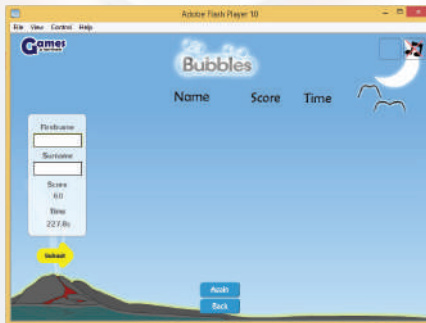 Adobe Flash Player 10
File View Control Help
Games
Bubbles
Name Score Time
Firstname
Surname
Score
60
Time
227.8s
Submit
Again
Back